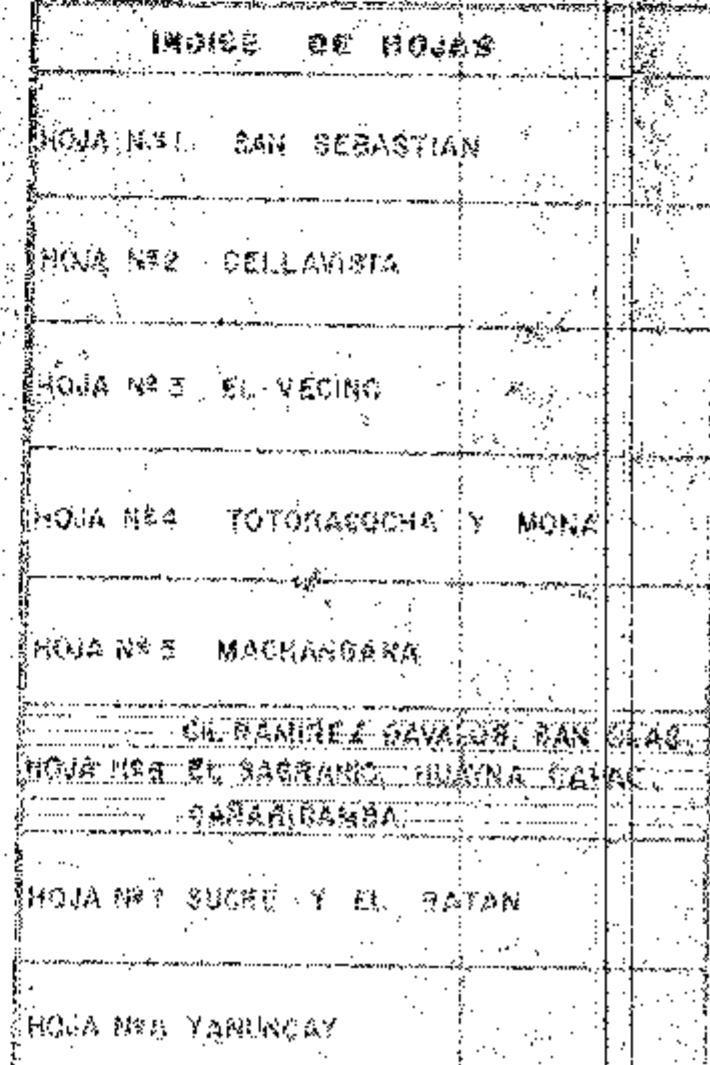 INDICE DE HOJAS
HOJA Nº1. SAN SEBASTIAN
HOJA Nº2 BELLAVISTA
HOJA Nº3 EL VECINO
HOJA Nº4 TOTORACOCHA Y MONA
HOJA Nº5 MACHANGARA
GIL RAMIREZ DAVALOS, SAN BLAS,
HOJA Nº6 EL SAGRARIO, HUAYNA CAPAC,
CAÑARIBAMBA
HOJA Nº7 SUCRE Y EL BATAN
HOJA Nº8 YANUNCAY